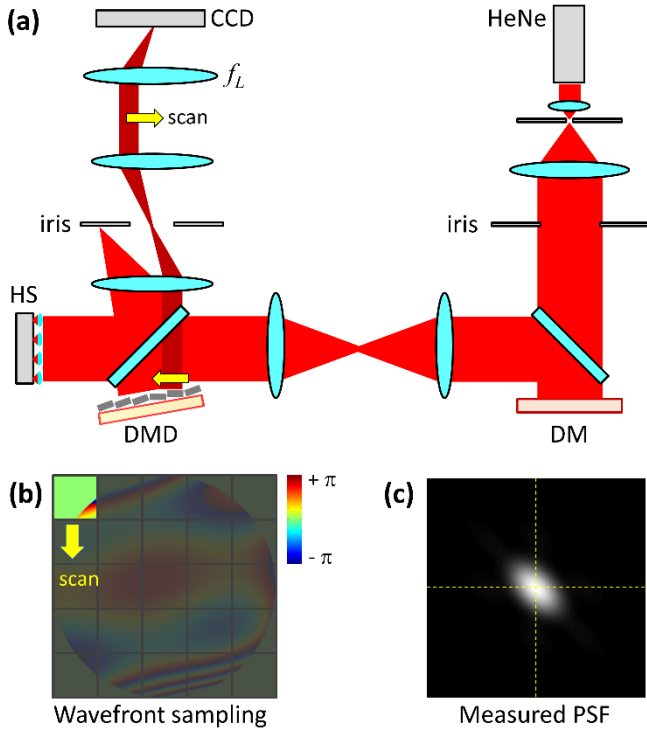 (a)
CCD
HeNe
f_L
scan
iris
iris
HS
DMD
DM
(b)
+ π
- π
scan
Wavefront sampling
(c)
Measured PSF